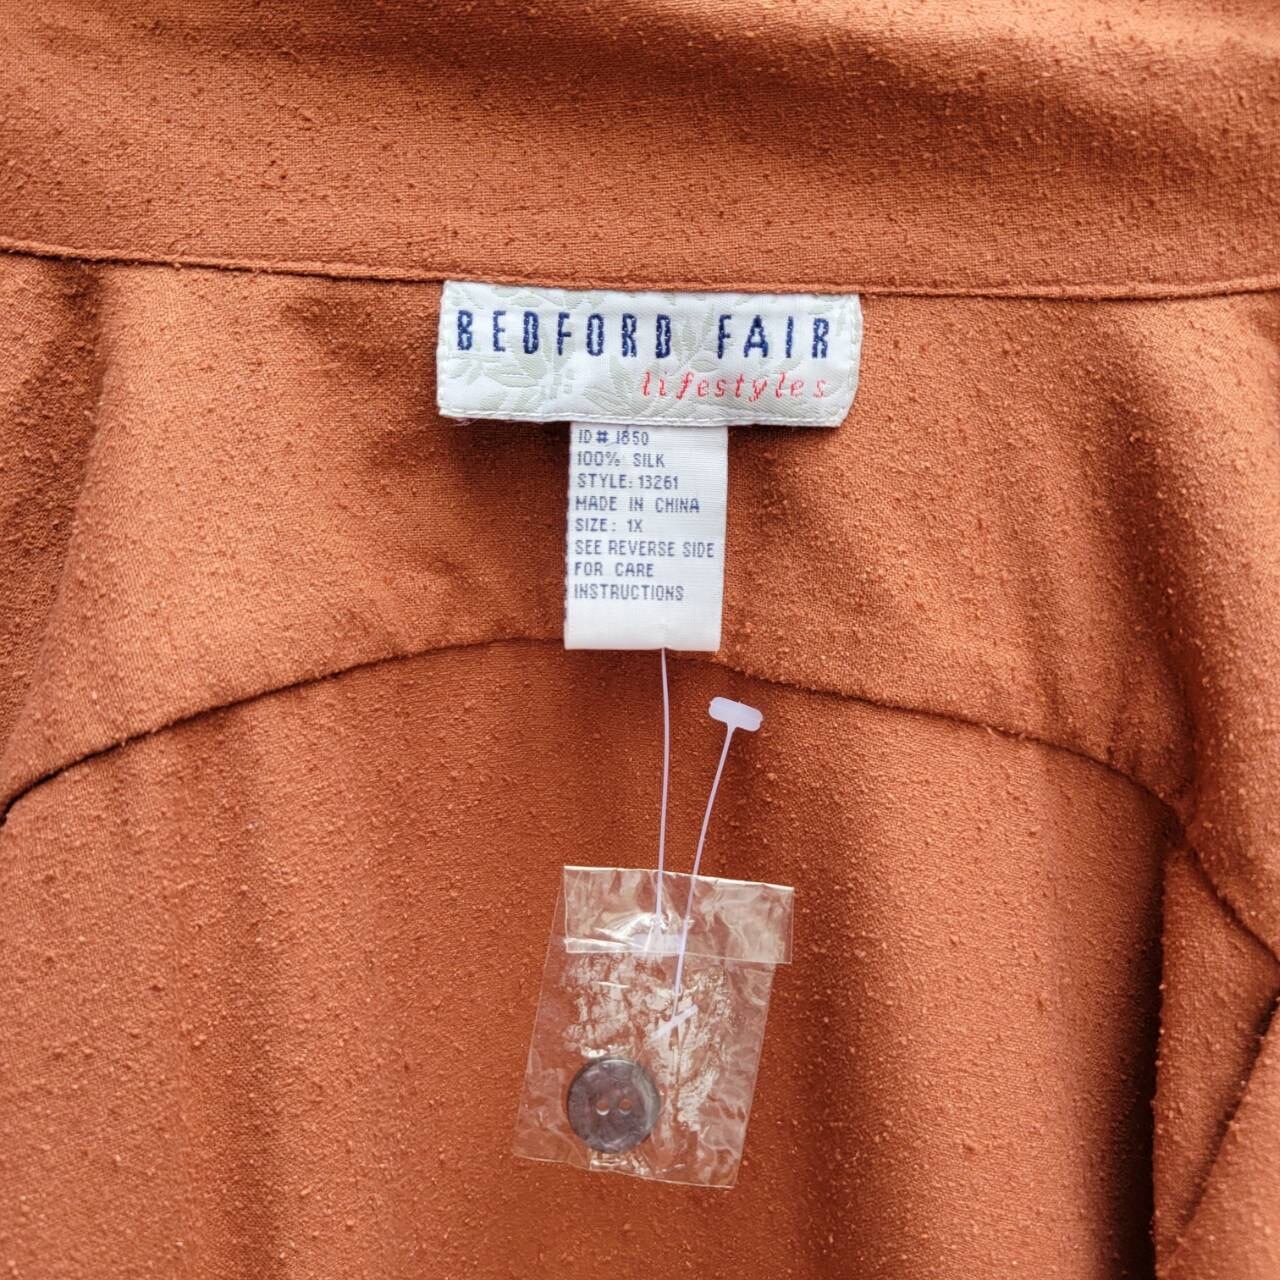 BEDFORD FAIR
lifestyles
ID# 1850
100% SILK
STYLE: 13261
MADE IN CHINA
SIZE: 1X
SEE REVERSE SIDE
FOR CARE
INSTRUCTIONS